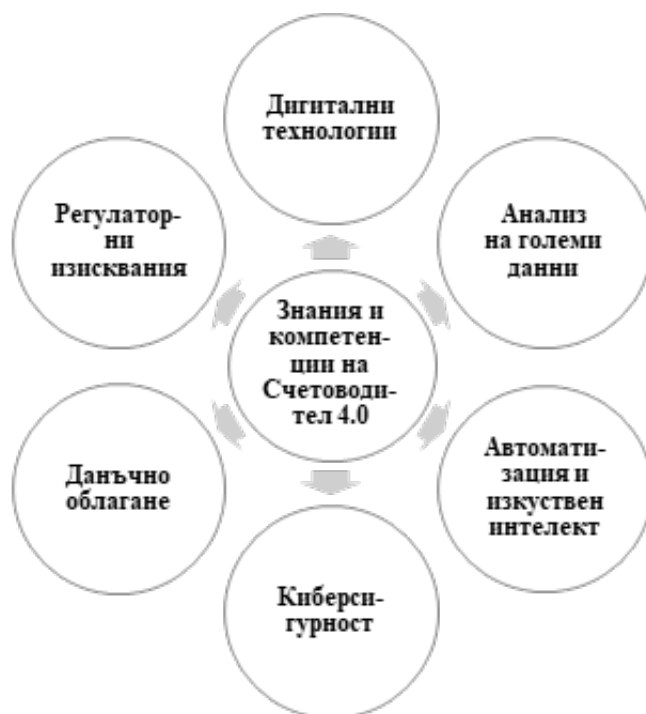 Дигитални
технологии
Регулатор-
ни
изисквания
Анализ
на големи
данни
Знания и
компетен-
ции на
Счетоводи-
тел 4.0
Данъчно
облагане
Автомати-
зация и
изкуствен
интелект
Киберси-
гурност